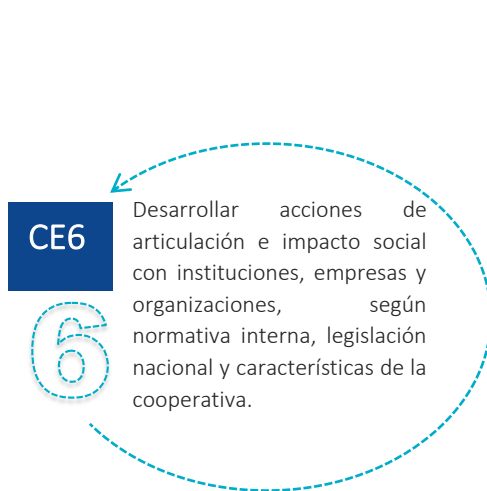 CE6
6
Desarrollar acciones de
articulación e impacto social
con instituciones, empresas y
organizaciones, según
normativa interna, legislación
nacional y características de la
cooperativa.